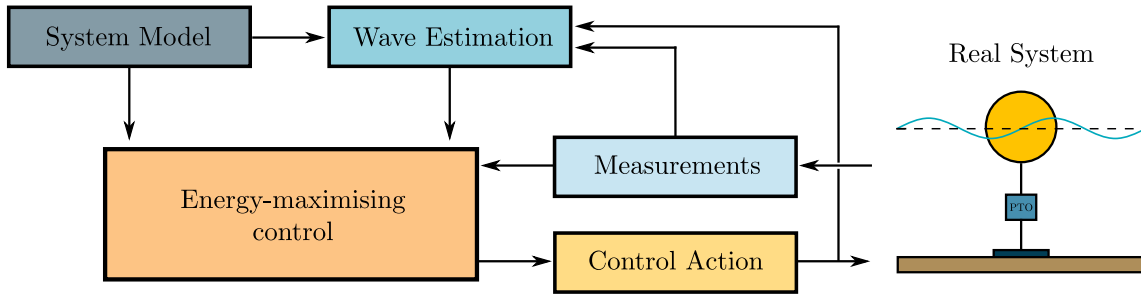 System Model
Wave Estimation
Real System
Measurements
Energy-maximising
control
PTO
Control Action